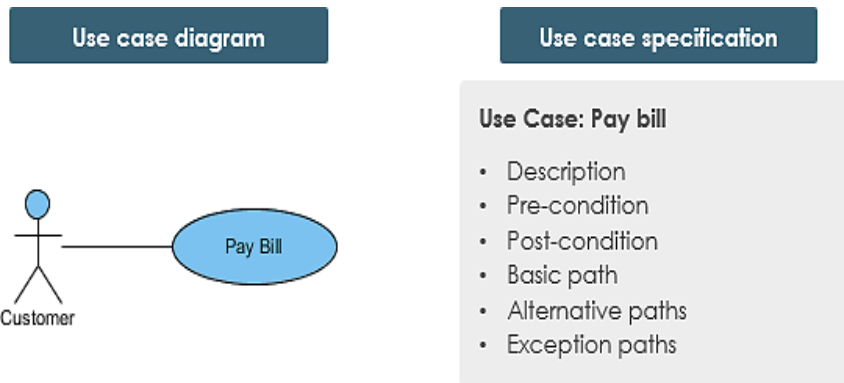 Use case diagram
Use case specification
Customer
Pay Bill
Use Case: Pay bill
• Description
• Pre-condition
• Post-condition
• Basic path
• Alternative paths
• Exception paths